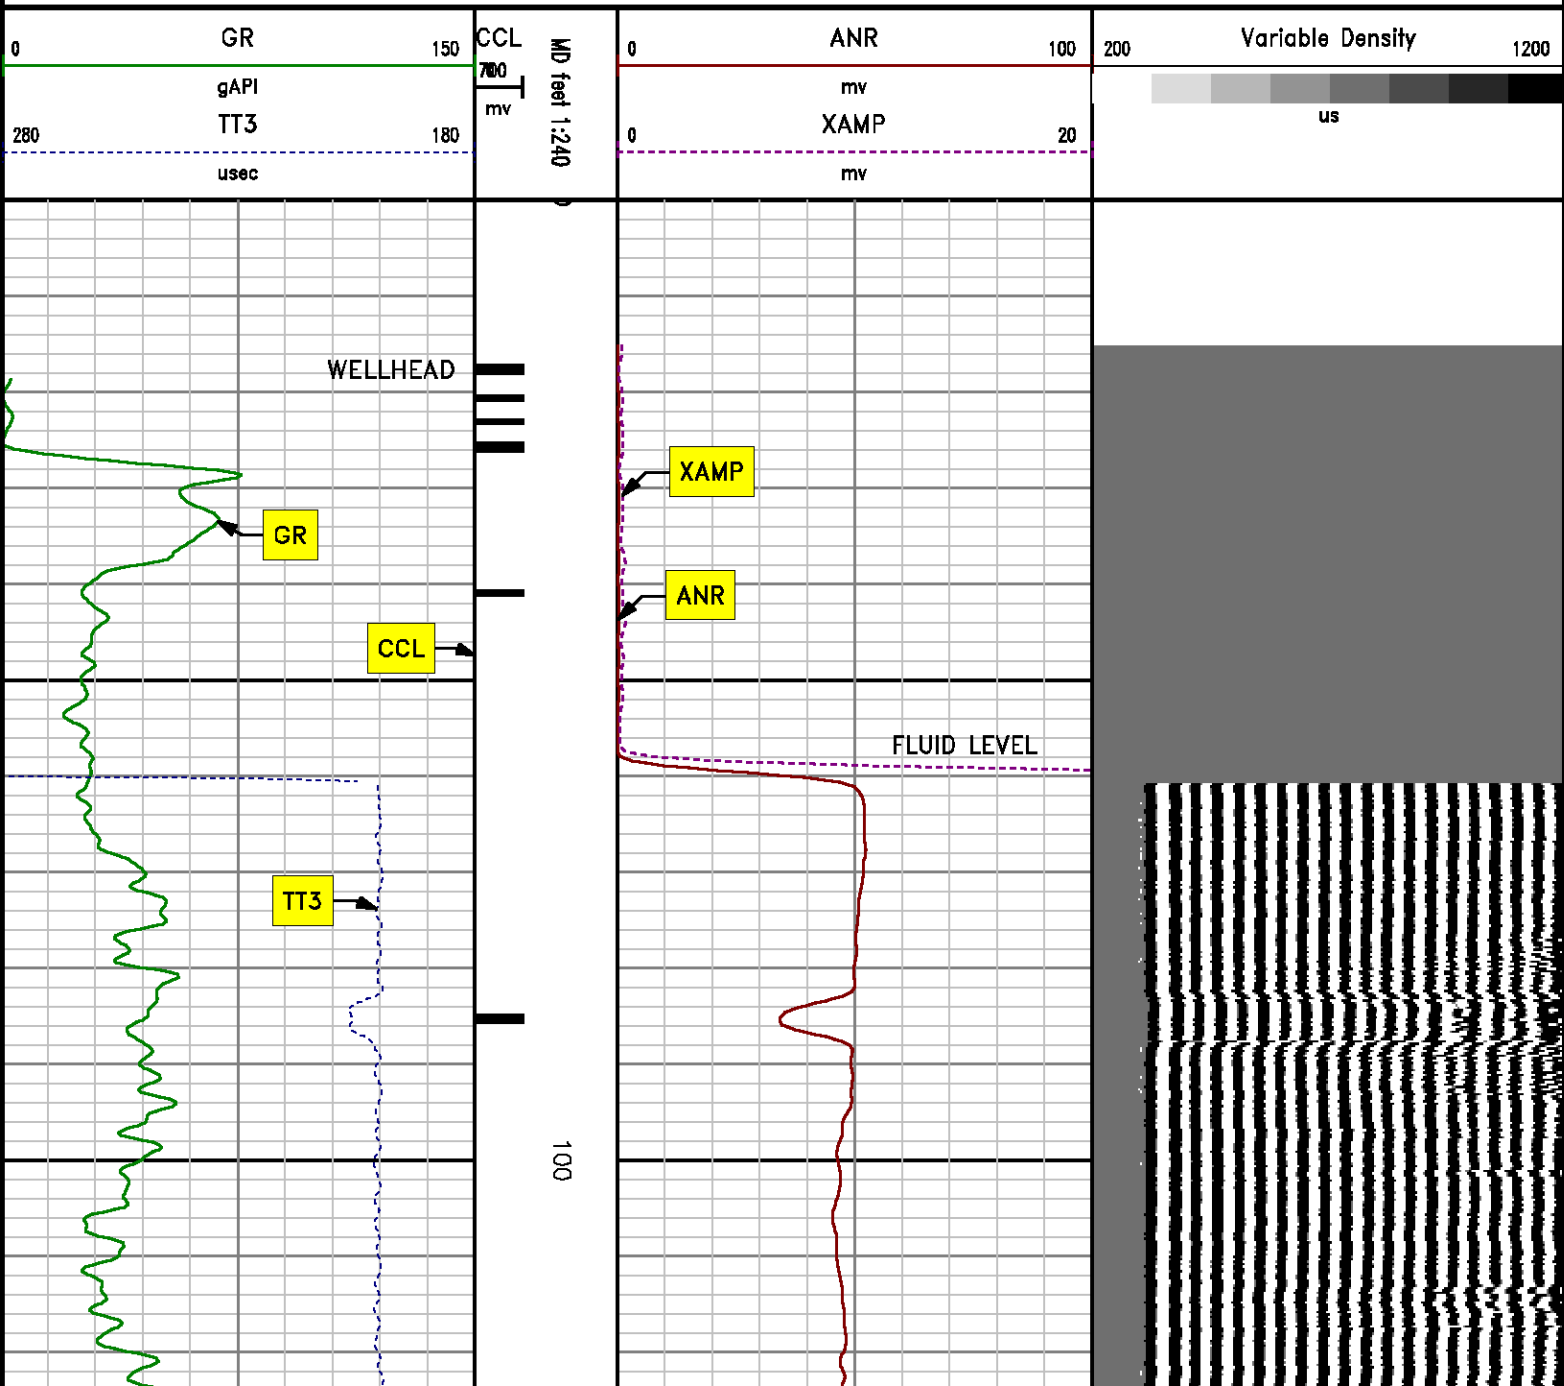 GR
0 150
gAPI
TT3
280 180
usec
CCL
mv
MD feet 1:240
ANR
0 100
mv
XAMP
0 20
mv
Variable Density
200 1200
us
WELLHEAD
XAMP
GR
ANR
CCL
FLUID LEVEL
TT3
100